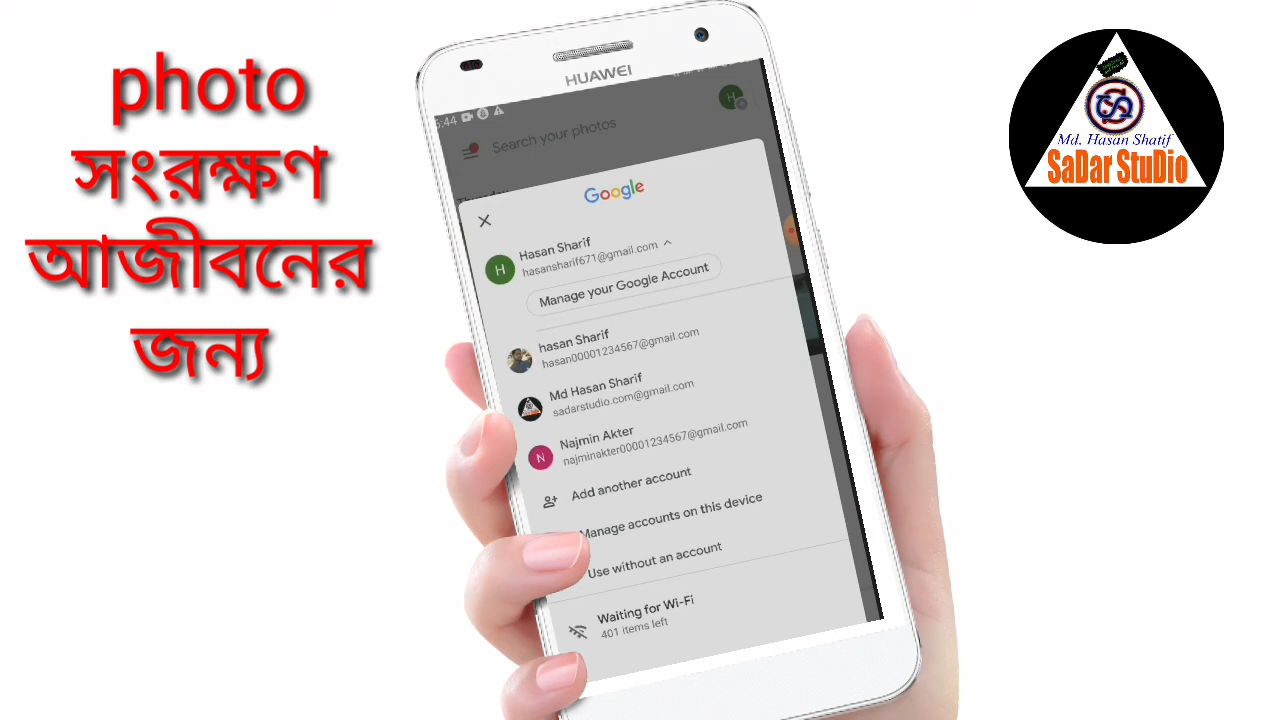 photo
সংরক্ষণ
আজীবনের
জন্য
HUAWEI
Search your photos
H
Google
Hasan Sharif
H
hasansharif671@gmail.com
Manage your Google Account
hasan Sharif
hasan00001234567@gmail.com
Md Hasan Sharif
sadarstudio.com@gmail.com
Najmin Akter
N
najminakter00001234567@gmail.com
Add another account
Manage accounts on this device
Use without an account
Waiting for Wi-Fi
401 items left
Md. Hasan Shatif
SaDar StuDio